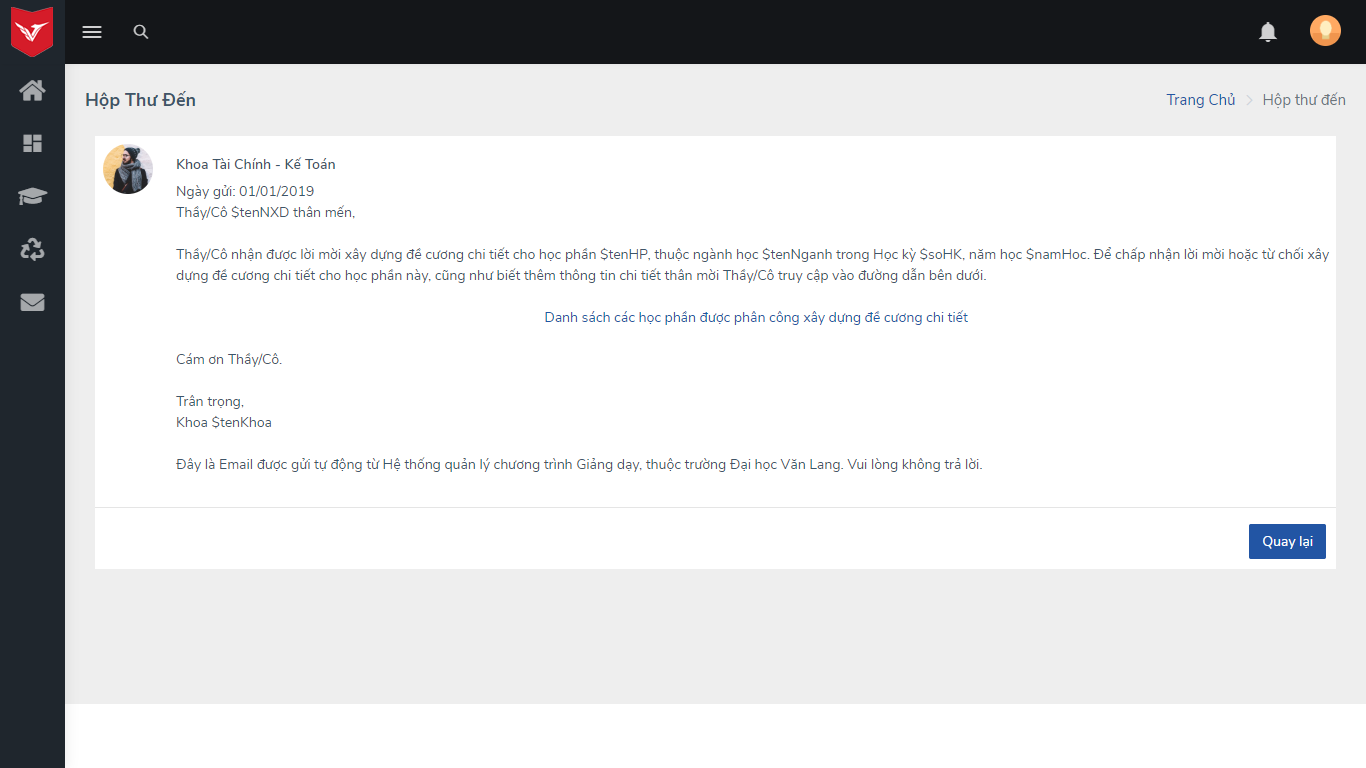 Hộp Thư Đến
Trang Chủ
Hộp thư đến
Khoa Tài Chính - Kế Toán
Ngày gửi: 01/01/2019
Thầy/Cô $tenNXD thân mến,
Thầy/Cô nhận được lời mời xây dựng đề cương chi tiết cho học phần $tenHP, thuộc ngành học $tenNganh trong Học kỳ $soHK, năm học $namHoc. Để chấp nhận lời mời hoặc từ chối xây
dựng đề cương chi tiết cho học phần này, cũng như biết thêm thông tin chi tiết thân mời Thầy/Cô truy cập vào đường dẫn bên dưới.
Danh sách các học phần được phân công xây dựng đề cương chi tiết
Cám ơn Thầy/Cô.
Trân trọng,
Khoa $tenKhoa
Đây là Email được gửi tự động từ Hệ thống quản lý chương trình Giảng dạy, thuộc trường Đại học Văn Lang. Vui lòng không trả lời.
Quay lại